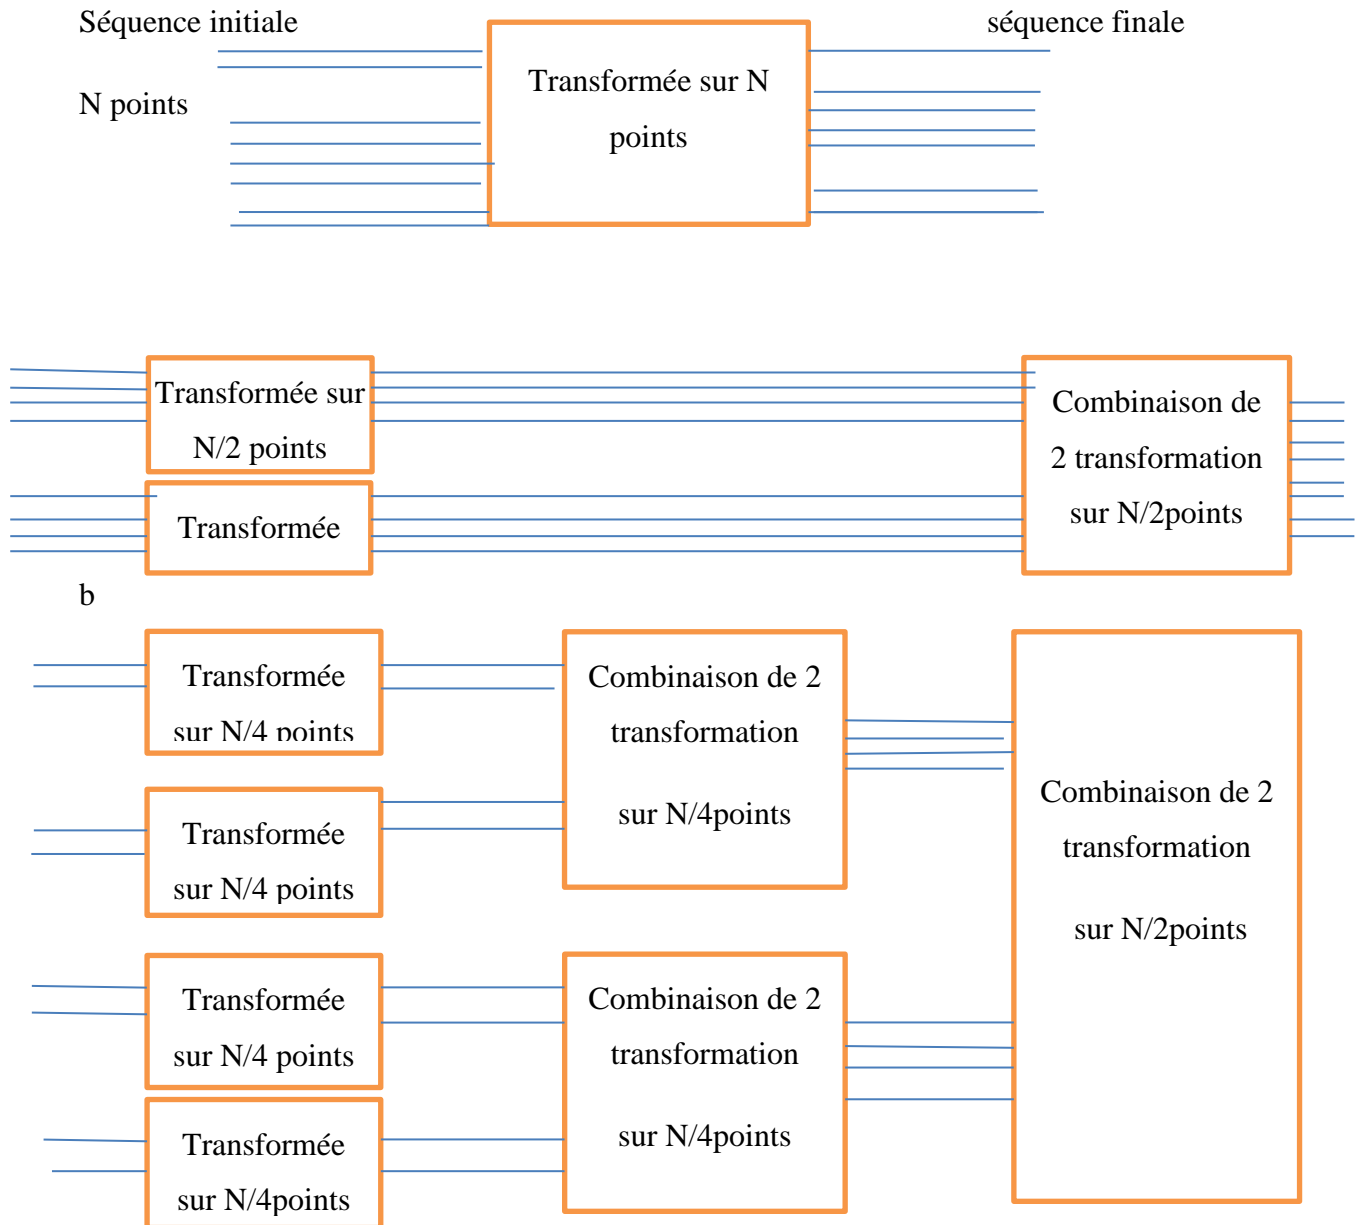 Séquence initiale
séquence finale
N points
Transformée sur N
points
Transformée sur
N/2 points
Transformée
Combinaison de
2 transformation
sur N/2points
b
Transformée
sur N/4 points
Transformée
sur N/4 points
Combinaison de 2
transformation
sur N/4points
Transformée
sur N/4 points
Transformée
sur N/4points
Combinaison de 2
transformation
sur N/4points
Combinaison de 2
transformation
sur N/2points